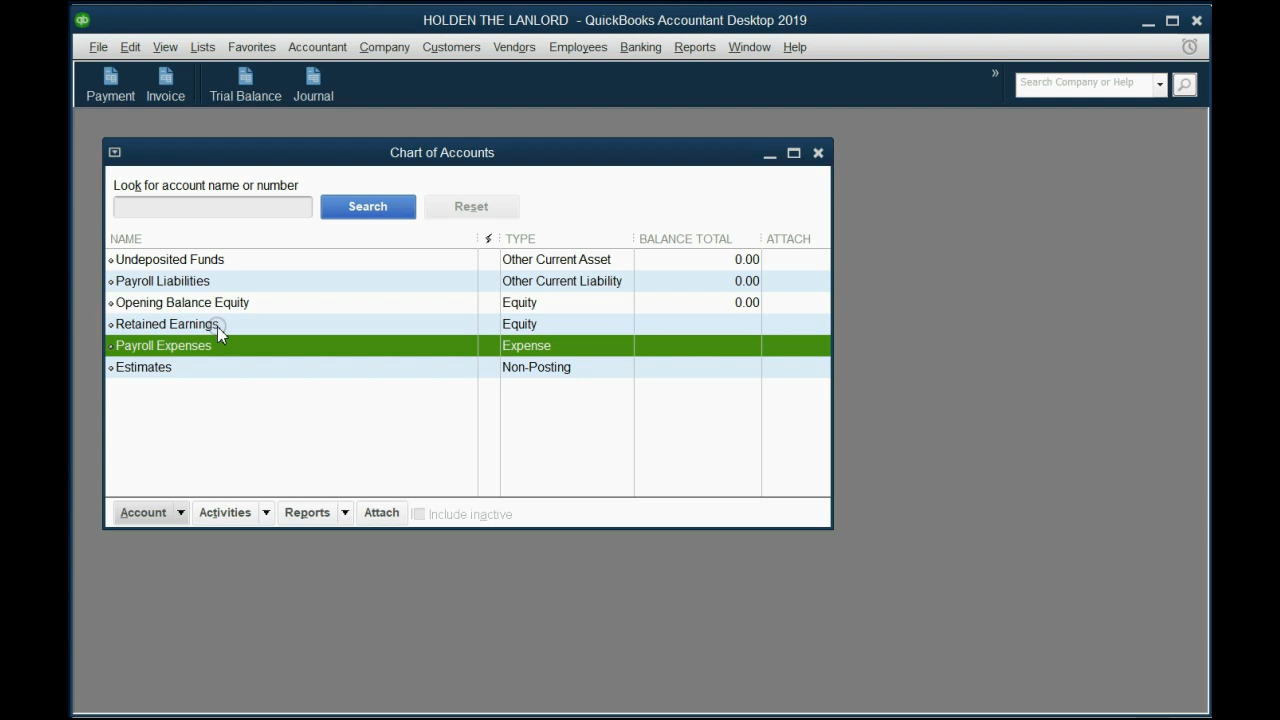 qb HOLDEN THE LANLORD - QuickBooks Accountant Desktop 2019
File Edit View Lists Favorites Accountant Company Customers Vendors Employees Banking Reports Window Help
Payment Invoice Trial Balance Journal » Search Company or Help
Chart of Accounts
Look for account name or number
Search Reset
NAME TYPE BALANCE TOTAL ATTACH
Undeposited Funds Other Current Asset 0.00
Payroll Liabilities Other Current Liability 0.00
Opening Balance Equity Equity 0.00
Retained Earnings Equity
Payroll Expenses Expense
Estimates Non-Posting
Account Activities Reports Attach Include inactive